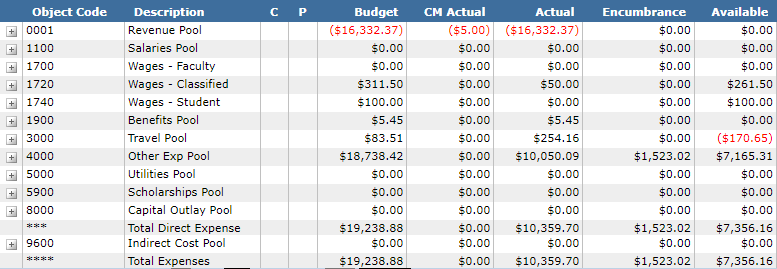 Object Code Description C P Budget CM Actual Actual Encumbrance Available
0001 Revenue Pool ($16,332.37) ($5.00) ($16,332.37) $0.00 $0.00
1100 Salaries Pool $0.00 $0.00 $0.00 $0.00 $0.00
1700 Wages - Faculty $0.00 $0.00 $0.00 $0.00 $0.00
1720 Wages - Classified $311.50 $0.00 $50.00 $0.00 $261.50
1740 Wages - Student $100.00 $0.00 $0.00 $0.00 $100.00
1900 Benefits Pool $5.45 $0.00 $5.45 $0.00 $0.00
3000 Travel Pool $83.51 $0.00 $254.16 $0.00 ($170.65)
4000 Other Exp Pool $18,738.42 $0.00 $10,050.09 $1,523.02 $7,165.31
5000 Utilities Pool $0.00 $0.00 $0.00 $0.00 $0.00
5900 Scholarships Pool $0.00 $0.00 $0.00 $0.00 $0.00
8000 Capital Outlay Pool $0.00 $0.00 $0.00 $0.00 $0.00
*** Total Direct Expense $19,238.88 $0.00 $10,359.70 $1,523.02 $7,356.16
9600 Indirect Cost Pool $0.00 $0.00 $0.00 $0.00 $0.00
**** Total Expenses $19,238.88 $0.00 $10,359.70 $1,523.02 $7,356.16